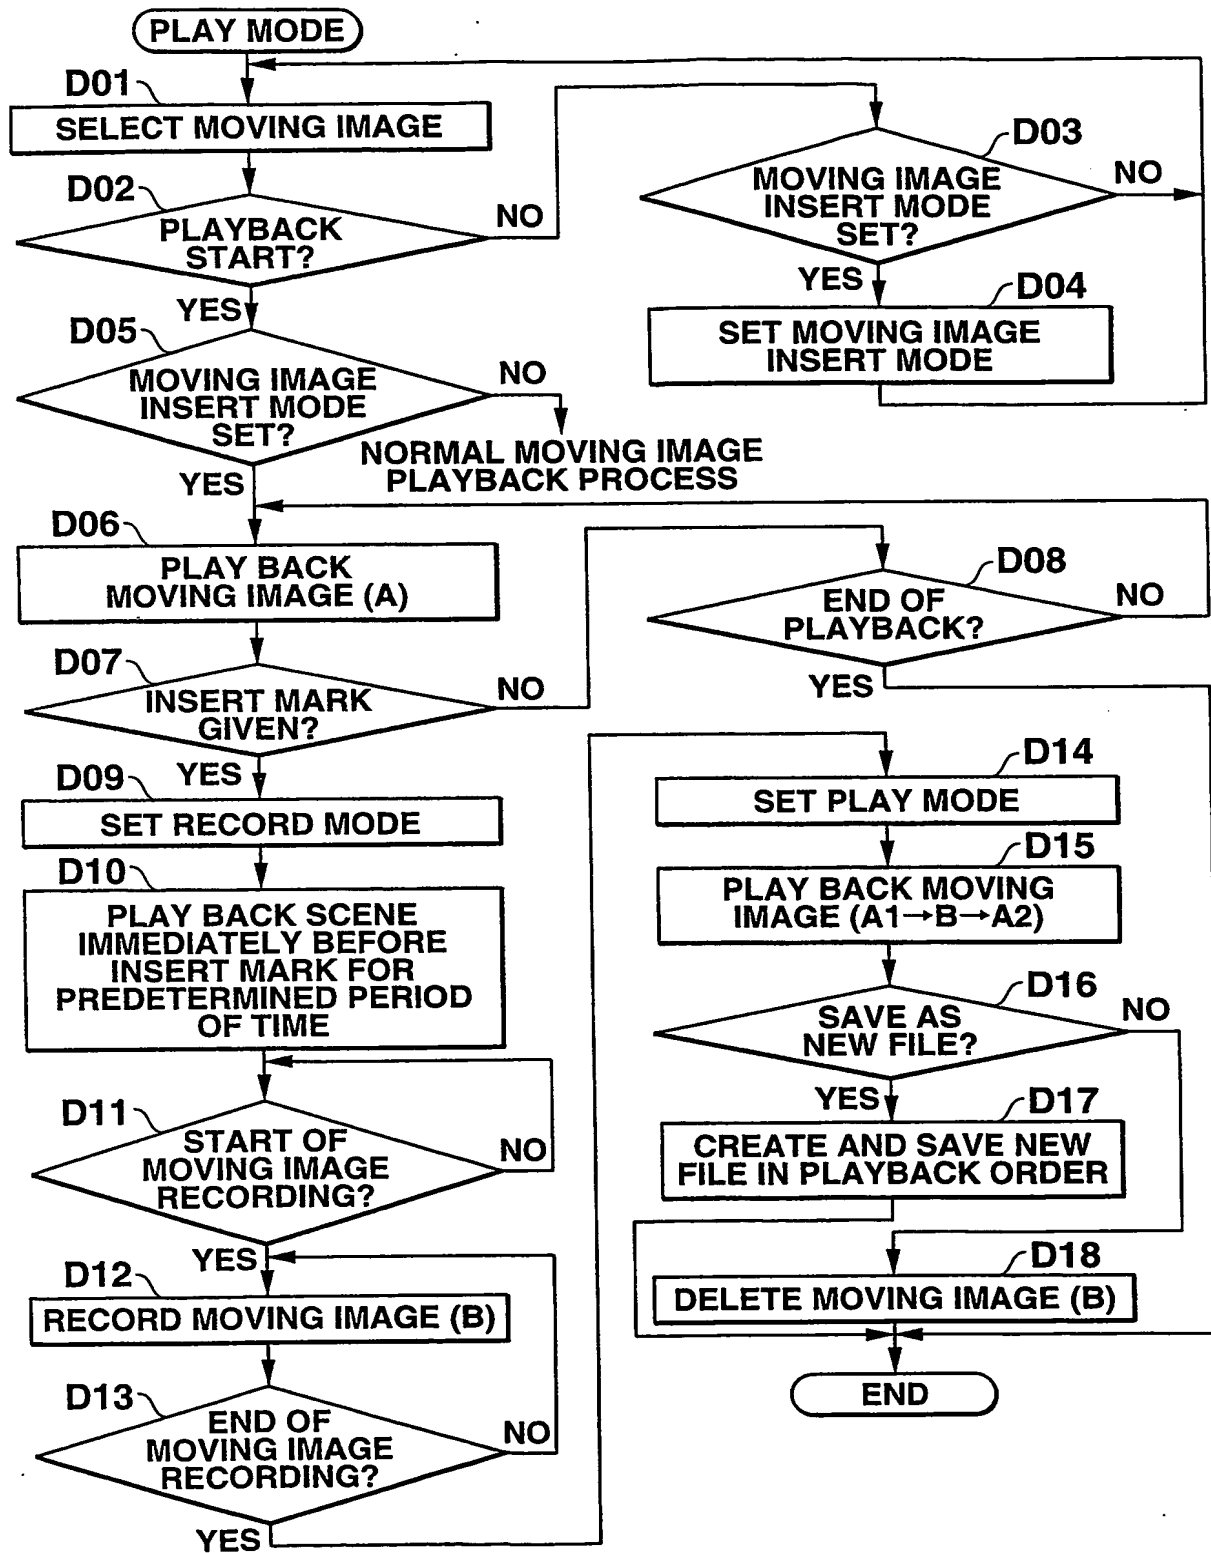 PLAY MODE
D01
SELECT MOVING IMAGE
D02
PLAYBACK
START?
NO
YES
D03
MOVING IMAGE
INSERT MODE
SET?
NO
YES
D04
SET MOVING IMAGE
INSERT MODE
D05
MOVING IMAGE
INSERT MODE
SET?
NO
NORMAL MOVING IMAGE
PLAYBACK PROCESS
YES
D06
PLAY BACK
MOVING IMAGE (A)
D07
INSERT MARK
GIVEN?
NO
YES
D08
END OF
PLAYBACK?
NO
YES
D09
SET RECORD MODE
D10
PLAY BACK SCENE
IMMEDIATELY BEFORE
INSERT MARK FOR
PREDETERMINED PERIOD
OF TIME
D11
START OF
MOVING IMAGE
RECORDING?
NO
YES
D12
RECORD MOVING IMAGE (B)
D13
END OF
MOVING IMAGE
RECORDING?
NO
YES
D14
SET PLAY MODE
D15
PLAY BACK MOVING
IMAGE (A1→B→A2)
D16
SAVE AS
NEW FILE?
NO
YES
D17
CREATE AND SAVE NEW
FILE IN PLAYBACK ORDER
D18
DELETE MOVING IMAGE (B)
END